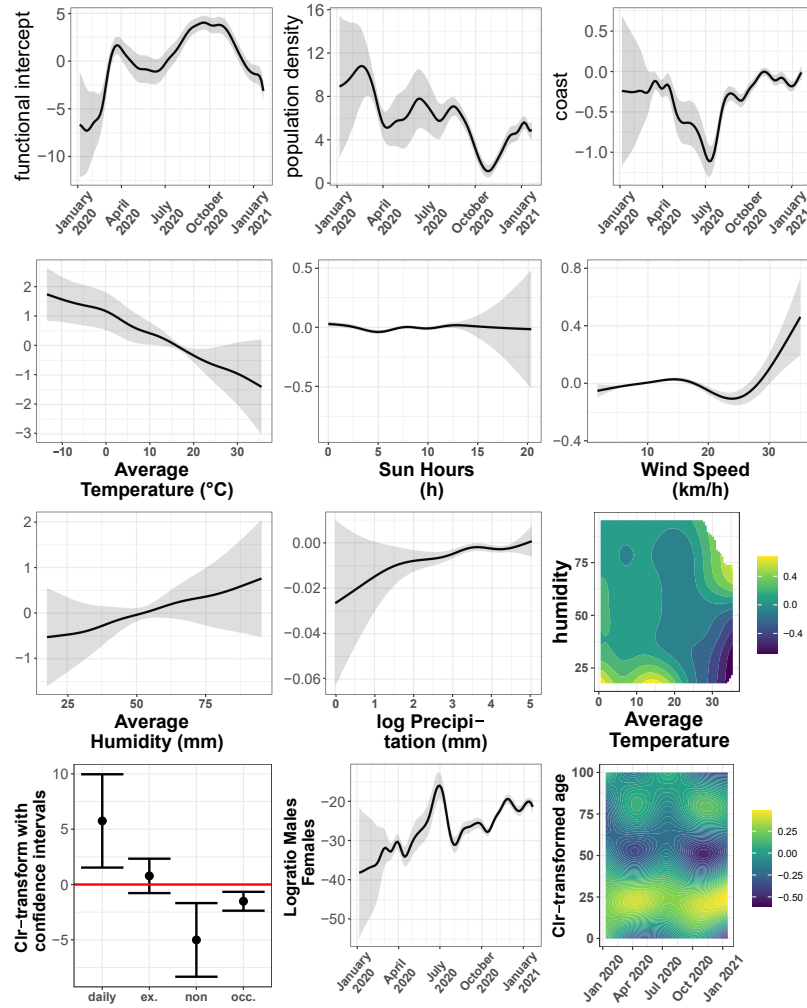 functional intercept
5
0
−5
−10
January 2020
April 2020
July 2020
October 2020
January 2021
population density
16
12
8
4
0
January 2020
April 2020
July 2020
October 2020
January 2021
coast
0.5
0.0
−0.5
−1.0
January 2020
April 2020
July 2020
October 2020
January 2021
2
1
0
−1
−2
−3
−10
0
10
20
30
Average
Temperature (°C)
0.5
0.0
−0.5
0
5
10
15
20
Sun Hours
(h)
0.8
0.4
0.0
−0.4
10
20
30
Wind Speed
(km/h)
2
1
0
−1
25
50
75
Average
Humidity (mm)
0.00
−0.02
−0.04
−0.06
0
1
2
3
4
5
log Precipi−
tation (mm)
humidity
75
50
25
0
10
20
30
Average
Temperature
0.4
0.0
−0.4
Clr−transform with
confidence intervals
10
5
0
−5
daily
ex.
non
occ.
Logratio Males
Females
−20
−30
−40
−50
January 2020
April 2020
July 2020
October 2020
January 2021
Clr−transformed age
100
75
50
25
0
Jan 2020
Apr 2020
Jul 2020
Oct 2020
Jan 2021
0.25
0.00
−0.25
−0.50